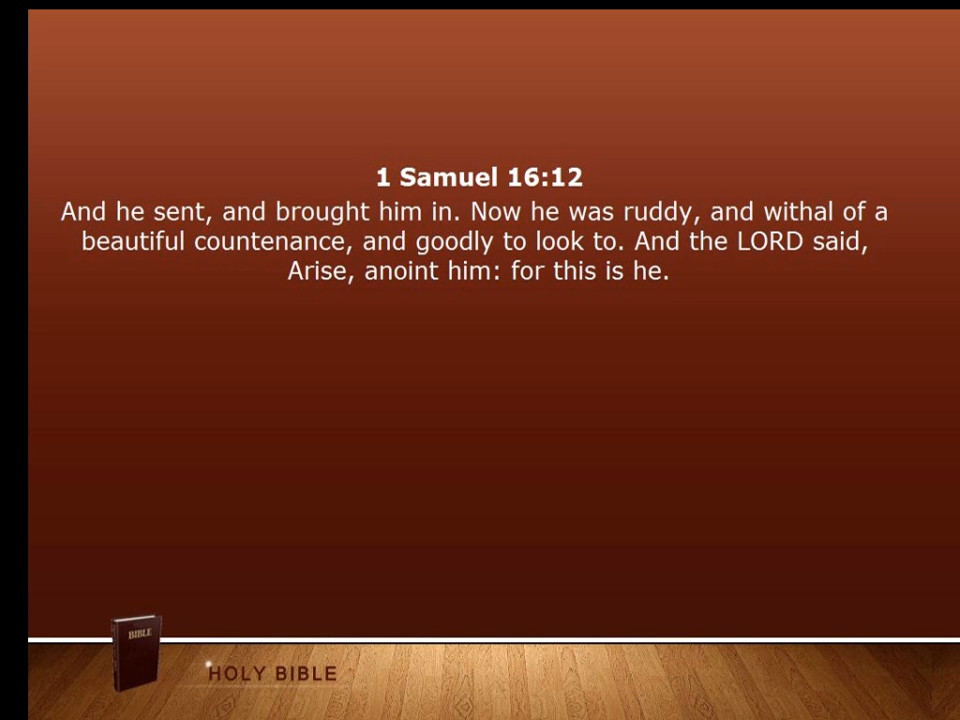 1 Samuel 16:12
And he sent, and brought him in. Now he was ruddy, and withal of a
beautiful countenance, and goodly to look to. And the LORD said,
Arise, anoint him: for this is he.
BIBLE
HOLY BIBLE